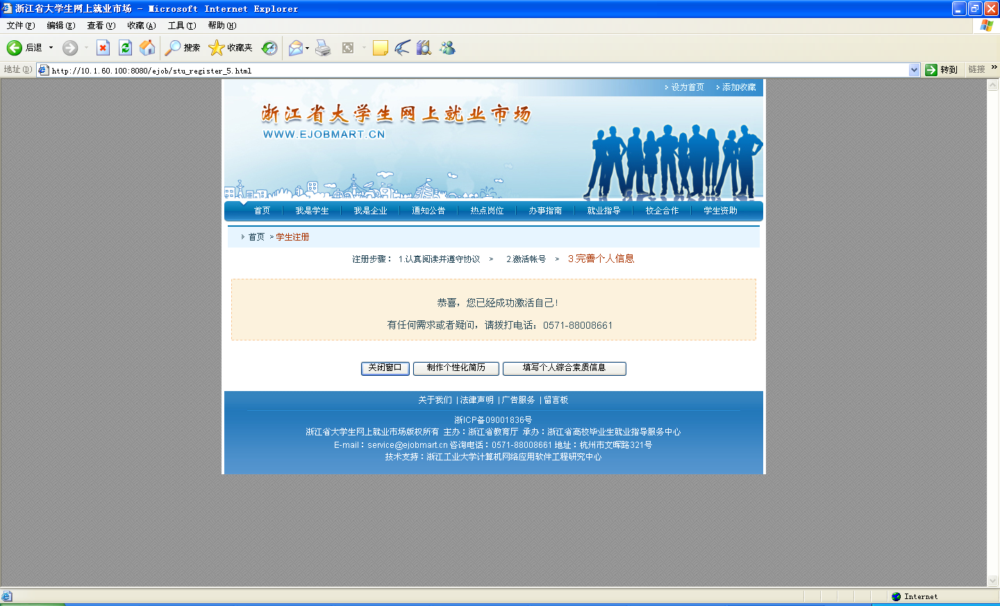 浙江省大学生网上就业市场 - Microsoft Internet Explorer
文件(F) 编辑(E) 查看(V) 收藏(A) 工具(T) 帮助(H)
后退 搜索 收藏夹
地址(D) http://10.1.60.100:8080/ejob/stu_register_5.html 转到 链接 »
设为首页 添加收藏
浙江省大学生网上就业市场
WWW.EJOBMART.CN
首页 我是学生 我是企业 通知公告 热点岗位 办事指南 就业指导 校企合作 学生资助
首页 > 学生注册
注册步骤： 1.认真阅读并遵守协议 > 2.激活帐号 > 3.完善个人信息
恭喜，您已经成功激活自己！
有任何需求或者疑问，请拨打电话：0571-88008661
关闭窗口 制作个性化简历 填写个人综合素质信息
关于我们 | 法律声明 | 广告服务 | 留言板
浙ICP备09001836号
浙江省大学生网上就业市场版权所有 主办：浙江省教育厅 承办：浙江省高校毕业生就业指导服务中心
E-mail：service@ejobmart.cn 咨询电话：0571-88008661 地址：杭州市文晖路321号
技术支持：浙江工业大学计算机网络应用软件工程研究中心
Internet